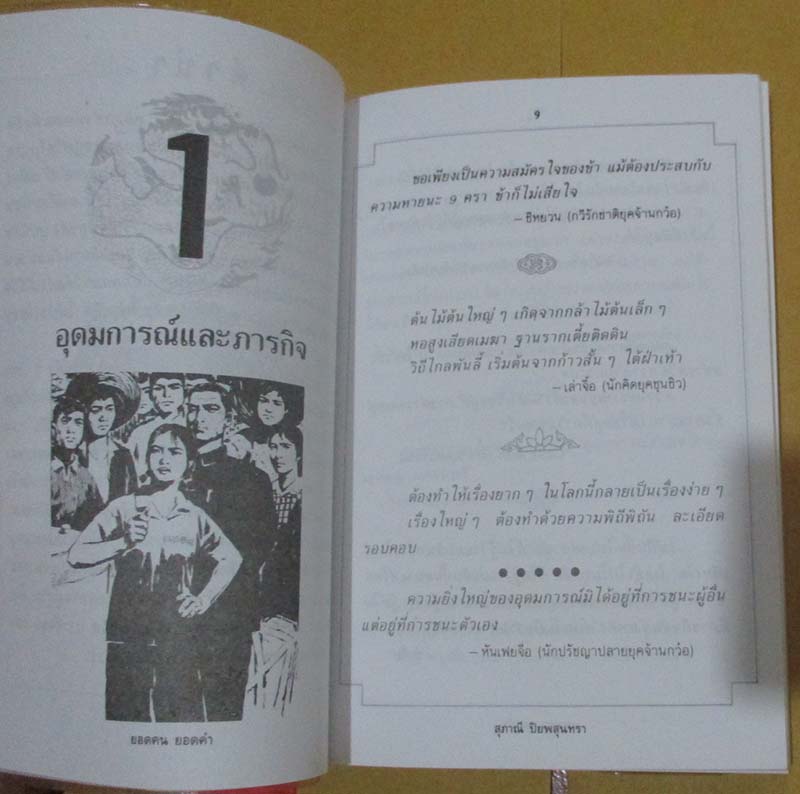 1
อุดมการณ์และภารกิจ
ยอดคน ยอดคำ
9
ขอเพียงเป็นความสมัครใจของข้า แม้ต้องประสบกับ
ความหายนะ 9 ครา ข้าก็ไม่เสียใจ
— ชีหยวน (กวีรักชาติยุคจ้านกว๋อ)
ต้นไม้ต้นใหญ่ ๆ เกิดจากกล้าไม้ต้นเล็ก ๆ
หอสูงเสียดเมฆา ฐานรากเตี้ยติดดิน
วิถีไกลพันลี้ เริ่มต้นจากก้าวสั้น ๆ ใต้ฝ่าเท้า
— เล่าจื๊อ (นักคิดยุคชุนชิว)
ต้องทำให้เรื่องยาก ๆ ในโลกนี้กลายเป็นเรื่องง่าย ๆ
เรื่องใหญ่ ๆ ต้องทำด้วยความพิถีพิถัน ละเอียด
รอบคอบ
ความยิ่งใหญ่ของอุดมการณ์มิได้อยู่ที่การชนะผู้อื่น
แต่อยู่ที่การชนะตัวเอง
— หันเฟยจื๊อ (นักปรัชญาปลายยุคจ้านกว๋อ)
สุภาณี ปิยพสุนทรา